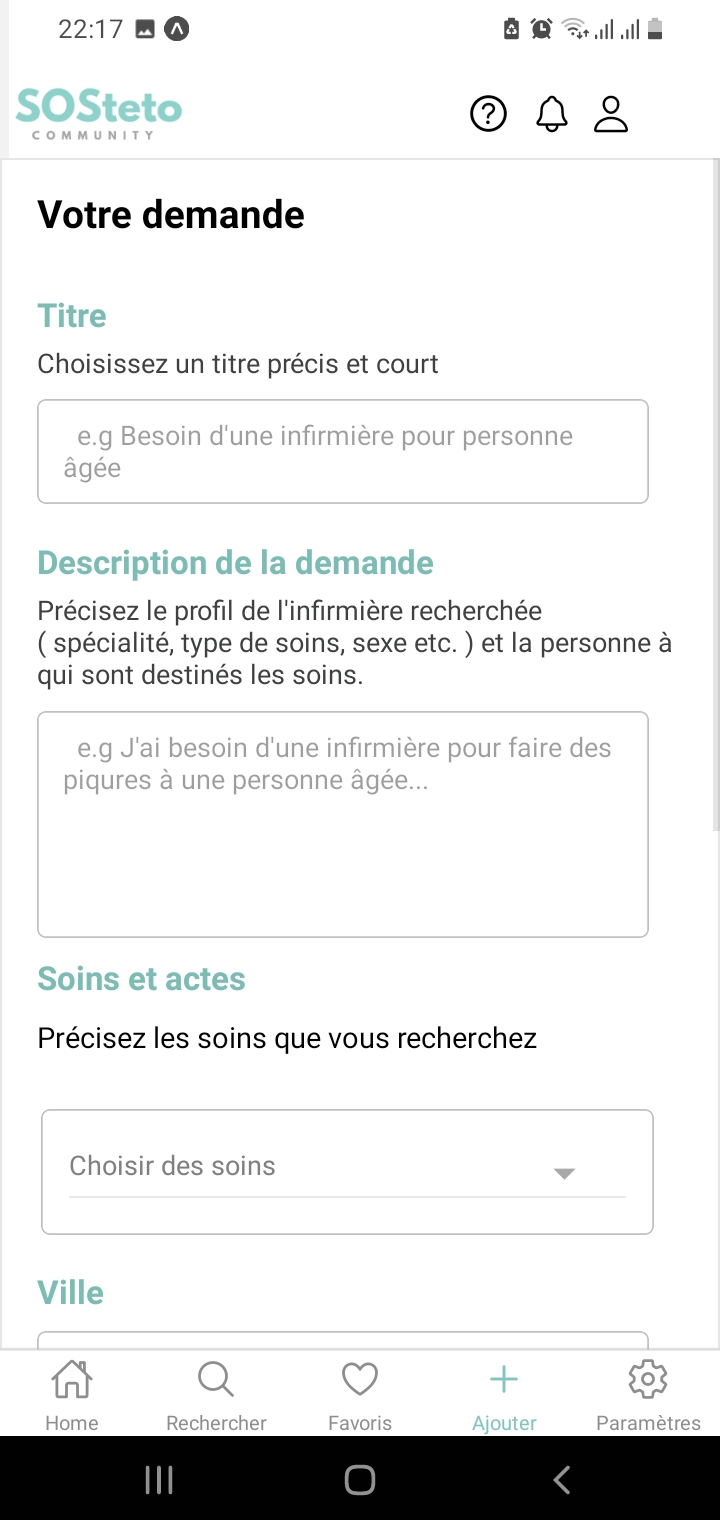 22:17
SOSteto
COMMUNITY
Votre demande
Titre
Choisissez un titre précis et court
e.g Besoin d'une infirmière pour personne
âgée
Description de la demande
Précisez le profil de l'infirmière recherchée
( spécialité, type de soins, sexe etc. ) et la personne à
qui sont destinés les soins.
e.g J'ai besoin d'une infirmière pour faire des
piqures à une personne âgée...
Soins et actes
Précisez les soins que vous recherchez
Choisir des soins
Ville
Home Rechercher Favoris Ajouter Paramètres